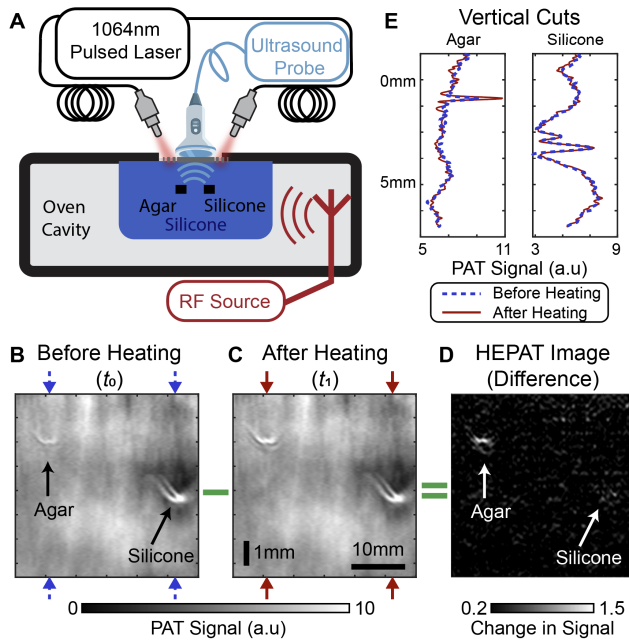 A
1064nm
Pulsed Laser
Ultrasound
Probe
Oven
Cavity
Agar
Silicone
Silicone
RF Source
E
Vertical Cuts
Agar
Silicone
0mm
5mm
5
11
3
9
PAT Signal (a.u)
Before Heating
After Heating
B
Before Heating
(t₀)
C
After Heating
(t₁)
D
HEPAT Image
(Difference)
Agar
Silicone
1mm
10mm
Agar
Silicone
0
10
PAT Signal (a.u)
0.2
1.5
Change in Signal